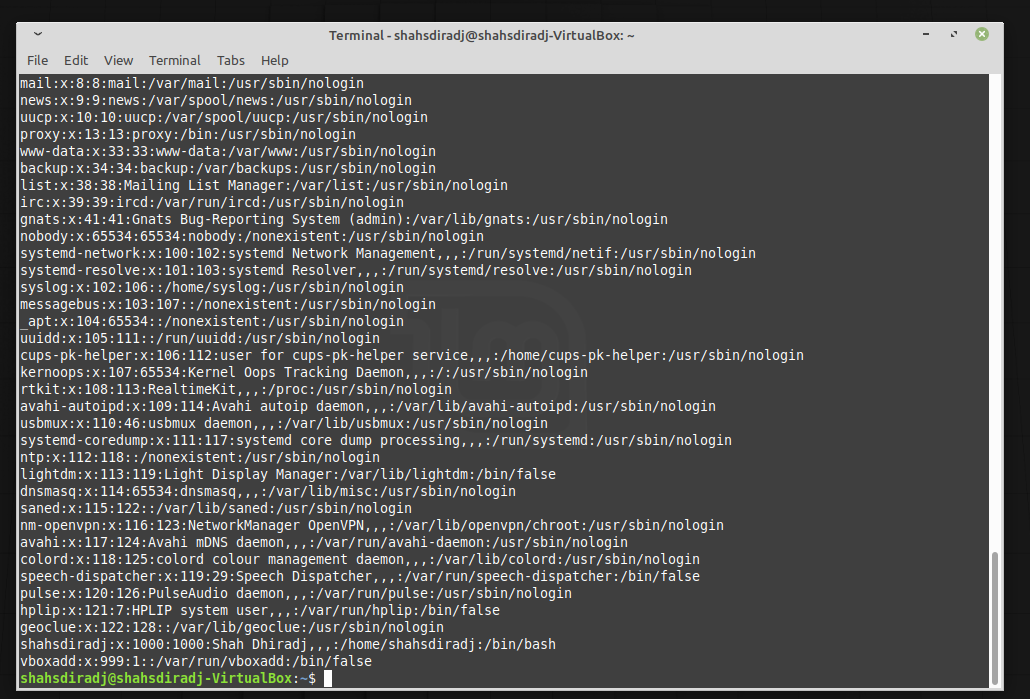 Terminal - shahsdiradj@shahsdiradj-VirtualBox: ~
File Edit View Terminal Tabs Help
mail:x:8:8:mail:/var/mail:/usr/sbin/nologin
news:x:9:9:news:/var/spool/news:/usr/sbin/nologin
uucp:x:10:10:uucp:/var/spool/uucp:/usr/sbin/nologin
proxy:x:13:13:proxy:/bin:/usr/sbin/nologin
www-data:x:33:33:www-data:/var/www:/usr/sbin/nologin
backup:x:34:34:backup:/var/backups:/usr/sbin/nologin
list:x:38:38:Mailing List Manager:/var/list:/usr/sbin/nologin
irc:x:39:39:ircd:/var/run/ircd:/usr/sbin/nologin
gnats:x:41:41:Gnats Bug-Reporting System (admin):/var/lib/gnats:/usr/sbin/nologin
nobody:x:65534:65534:nobody:/nonexistent:/usr/sbin/nologin
systemd-network:x:100:102:systemd Network Management,,,:/run/systemd/netif:/usr/sbin/nologin
systemd-resolve:x:101:103:systemd Resolver,,,:/run/systemd/resolve:/usr/sbin/nologin
syslog:x:102:106::/home/syslog:/usr/sbin/nologin
messagebus:x:103:107::/nonexistent:/usr/sbin/nologin
_apt:x:104:65534::/nonexistent:/usr/sbin/nologin
uuidd:x:105:111::/run/uuidd:/usr/sbin/nologin
cups-pk-helper:x:106:112:user for cups-pk-helper service,,,:/home/cups-pk-helper:/usr/sbin/nologin
kernoops:x:107:65534:Kernel Oops Tracking Daemon,,,:/:/usr/sbin/nologin
rtkit:x:108:113:RealtimeKit,,,:/proc:/usr/sbin/nologin
avahi-autoipd:x:109:114:Avahi autoip daemon,,,:/var/lib/avahi-autoipd:/usr/sbin/nologin
usbmux:x:110:46:usbmux daemon,,,:/var/lib/usbmux:/usr/sbin/nologin
systemd-coredump:x:111:117:systemd core dump processing,,,:/run/systemd:/usr/sbin/nologin
ntp:x:112:118::/nonexistent:/usr/sbin/nologin
lightdm:x:113:119:Light Display Manager:/var/lib/lightdm:/bin/false
dnsmasq:x:114:65534:dnsmasq,,,:/var/lib/misc:/usr/sbin/nologin
saned:x:115:122::/var/lib/saned:/usr/sbin/nologin
nm-openvpn:x:116:123:NetworkManager OpenVPN,,,:/var/lib/openvpn/chroot:/usr/sbin/nologin
avahi:x:117:124:Avahi mDNS daemon,,,:/var/run/avahi-daemon:/usr/sbin/nologin
colord:x:118:125:colord colour management daemon,,,:/var/lib/colord:/usr/sbin/nologin
speech-dispatcher:x:119:29:Speech Dispatcher,,,:/var/run/speech-dispatcher:/bin/false
pulse:x:120:126:PulseAudio daemon,,,:/var/run/pulse:/usr/sbin/nologin
hplip:x:121:7:HPLIP system user,,,:/var/run/hplip:/bin/false
geoclue:x:122:128::/var/lib/geoclue:/usr/sbin/nologin
shahsdiradj:x:1000:1000:Shah Dhiradj,,,:/home/shahsdiradj:/bin/bash
vboxadd:x:999:1::/var/run/vboxadd:/bin/false
shahsdiradj@shahsdiradj-VirtualBox:~$